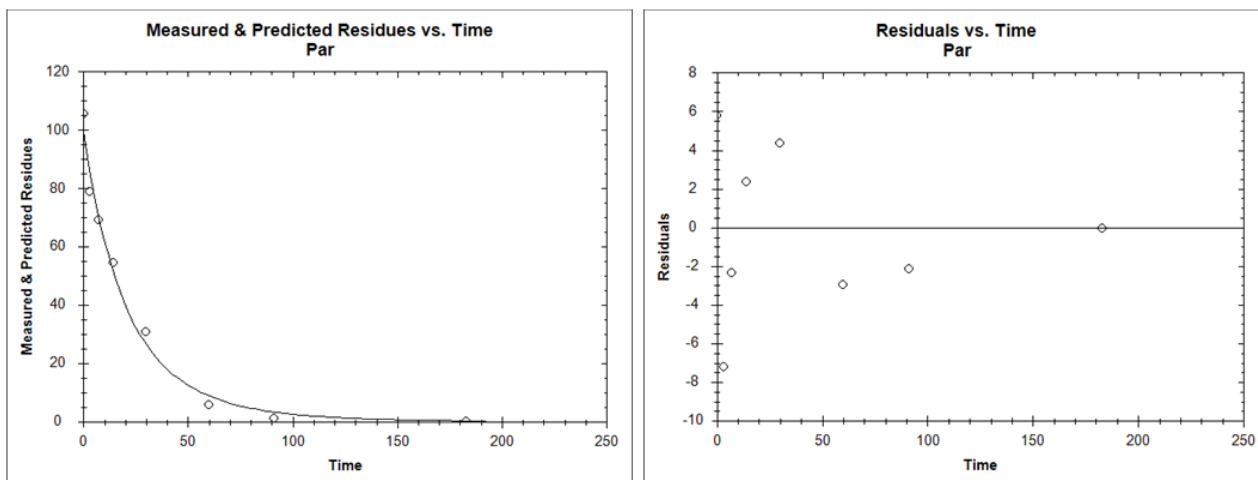 Measured & Predicted Residues vs. Time
Par
Measured & Predicted Residues
120
100
80
60
40
20
0
0 50 100 150 200 250
Time
Residuals vs. Time
Par
Residuals
8
6
4
2
0
-2
-4
-6
-8
-10
0 50 100 150 200 250
Time